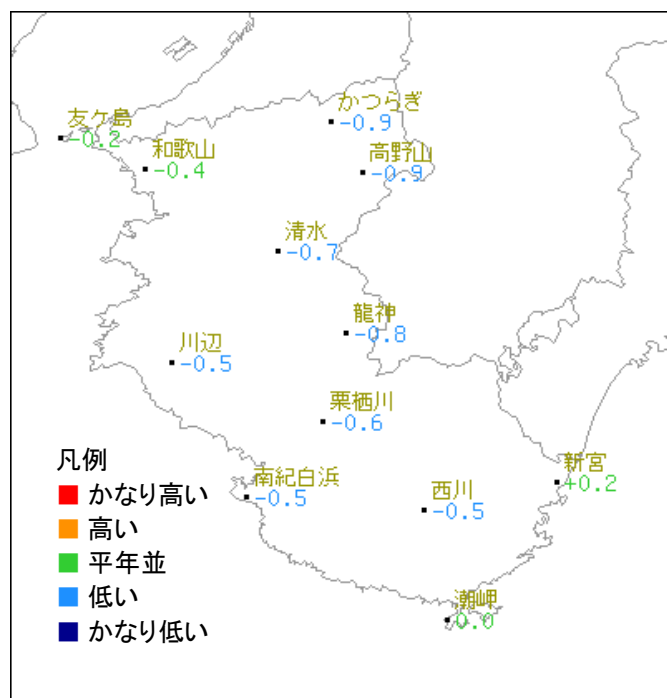 かつらぎ
-0.9
友ケ島
-0.2
和歌山
-0.4
高野山
-0.9
清水
-0.7
龍神
-0.8
川辺
-0.5
栗栖川
-0.6
新宮
+0.2
南紀白浜
-0.5
西川
-0.5
潮岬
0.0
凡例
かなり高い
高い
平年並
低い
かなり低い